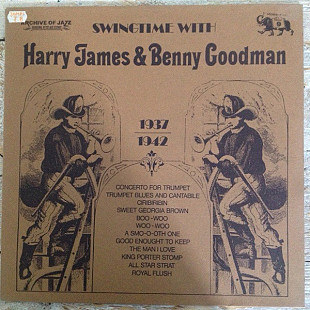 ARCHIVE OF JAZZ
SWINGTIME WITH
Harry James & Benny Goodman
1937
1942
CONCERTO FOR TRUMPET
TRUMPET BLUES AND CANTABILE
CIRIBIRIBIN
SWEET GEORGIA BROWN
BOO-WOO
WOO-WOO
A SMO-O-OTH ONE
GOOD ENOUGHT TO KEEP
THE MAN I LOVE
KING PORTER STOMP
ALL STAR STRAT
ROYAL FLUSH